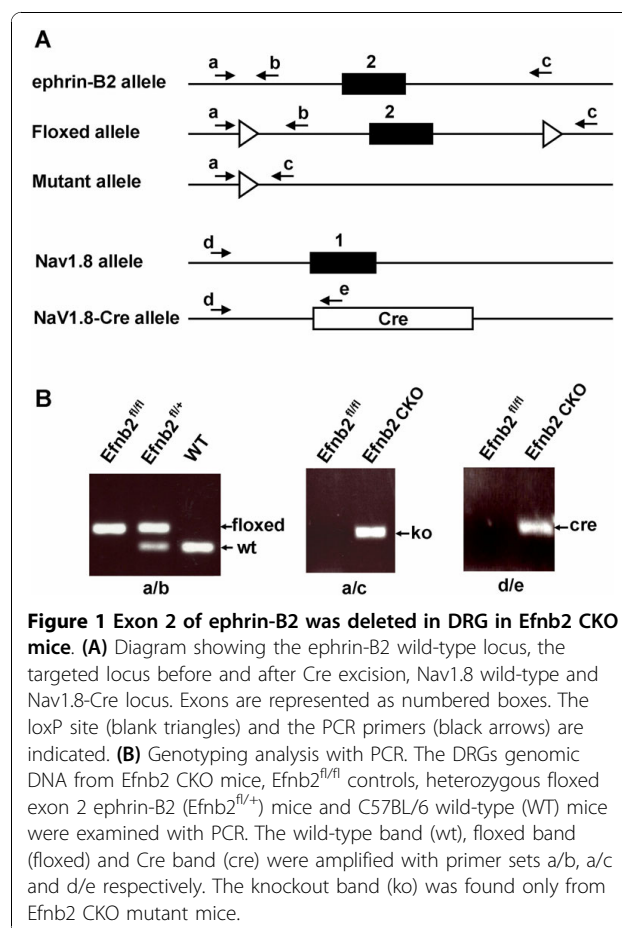 A
a b 2 c
ephrin-B2 allele
a b 2 c
Floxed allele
a c
Mutant allele
d 1
Nav1.8 allele
d e
NaV1.8-Cre allele Cre
B
Efnb2 fl/fl Efnb2 fl/+ WT Efnb2 fl/fl Efnb2 CKO Efnb2 fl/fl Efnb2 CKO
floxed ko cre
wt
a/b a/c d/e
Figure 1 Exon 2 of ephrin-B2 was deleted in DRG in Efnb2 CKO
mice. (A) Diagram showing the ephrin-B2 wild-type locus, the
targeted locus before and after Cre excision, Nav1.8 wild-type and
Nav1.8-Cre locus. Exons are represented as numbered boxes. The
loxP site (blank triangles) and the PCR primers (black arrows) are
indicated. (B) Genotyping analysis with PCR. The DRGs genomic
DNA from Efnb2 CKO mice, Efnb2fl/fl controls, heterozygous floxed
exon 2 ephrin-B2 (Efnb2fl/+) mice and C57BL/6 wild-type (WT) mice
were examined with PCR. The wild-type band (wt), floxed band
(floxed) and Cre band (cre) were amplified with primer sets a/b, a/c
and d/e respectively. The knockout band (ko) was found only from
Efnb2 CKO mutant mice.